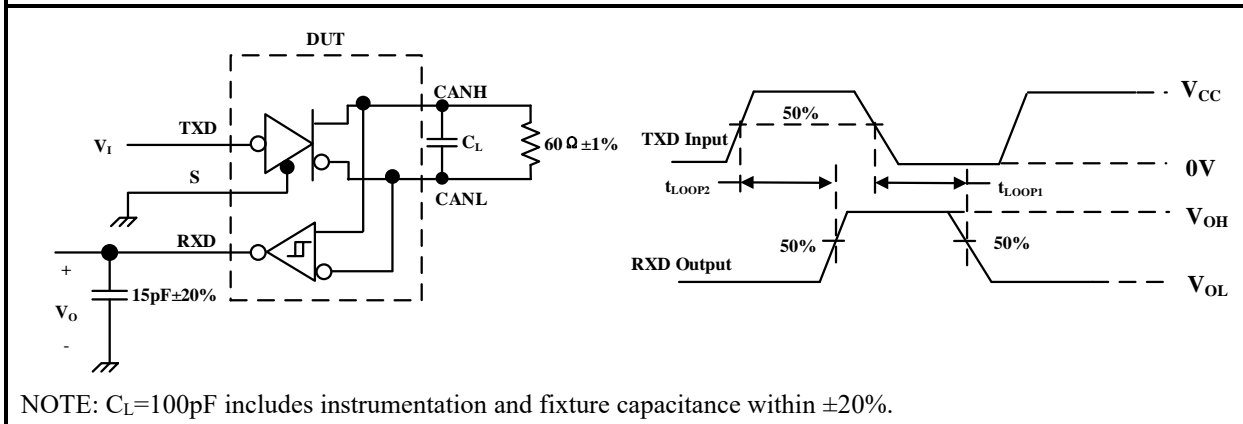 DUT
CANH
TXD
V_I
C_L
60Ω±1%
S
CANL
RXD
+
15pF±20%
V_O
-
V_CC
50%
TXD Input
0V
t_LOOP2
t_LOOP1
V_OH
50%
50%
RXD Output
V_OL
NOTE: C_L=100pF includes instrumentation and fixture capacitance within ±20%.